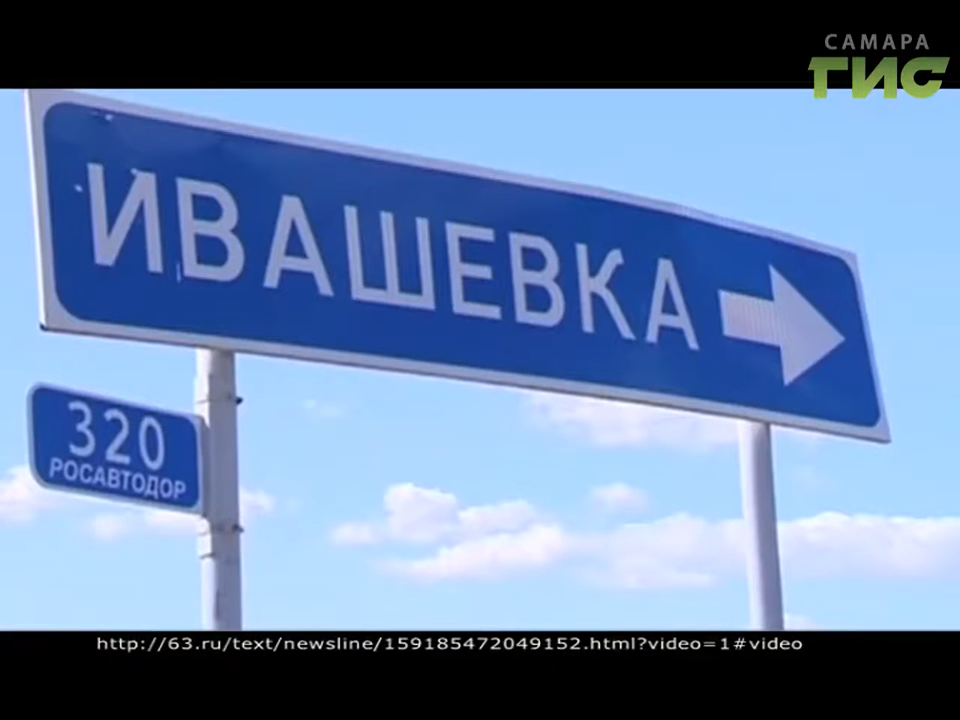 САМАРА
ГИС
ИВАШЕВКА
320
РОСАВТОДОР
http://63.ru/text/newsline/159185472049152.html?video=1#video